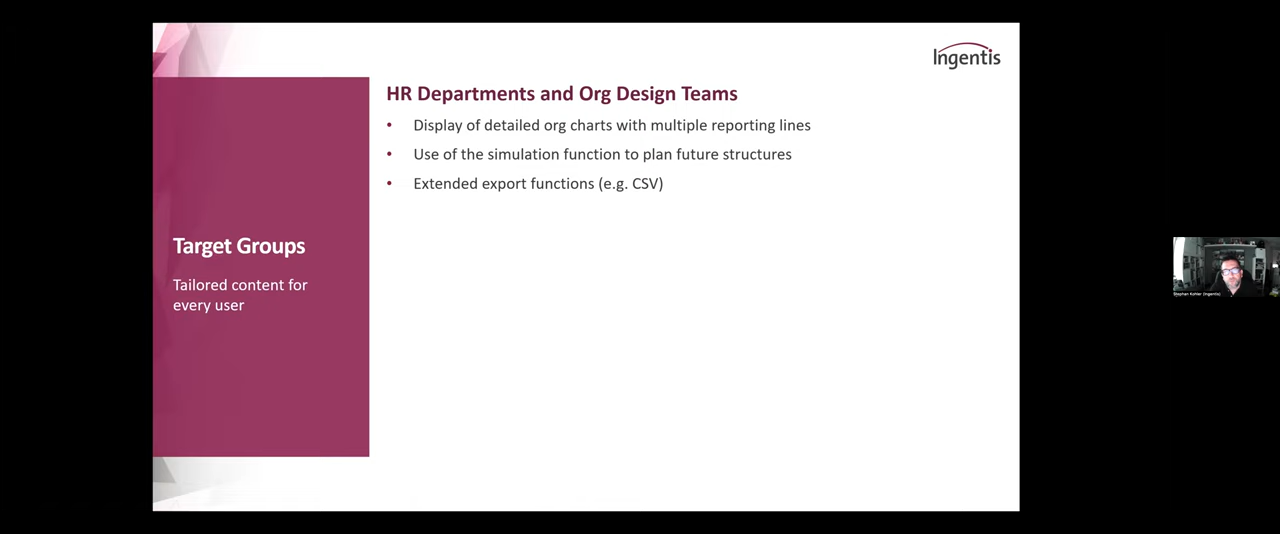 Ingentis
HR Departments and Org Design Teams
• Display of detailed org charts with multiple reporting lines
• Use of the simulation function to plan future structures
• Extended export functions (e.g. CSV)
Target Groups
Tailored content for
every user
Stephan Kohler (Ingentis)